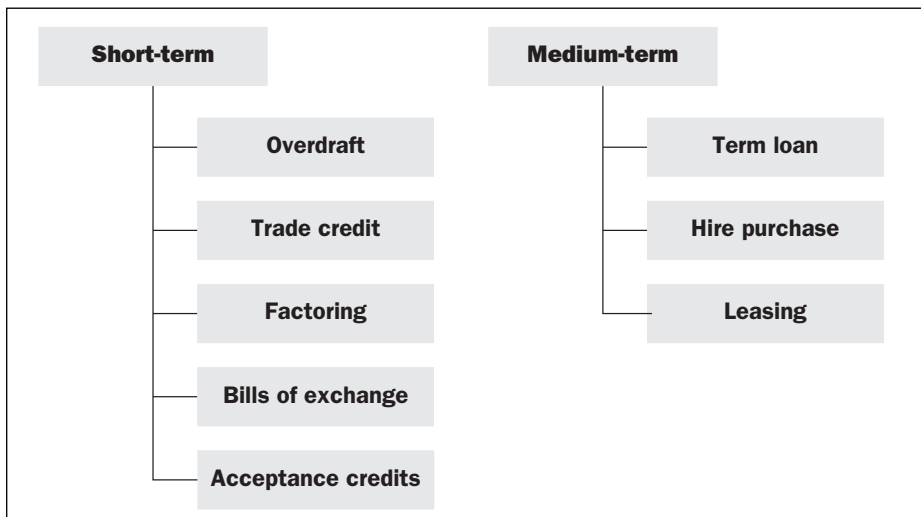 Short-term
Overdraft
Trade credit
Factoring
Bills of exchange
Acceptance credits
Medium-term
Term loan
Hire purchase
Leasing